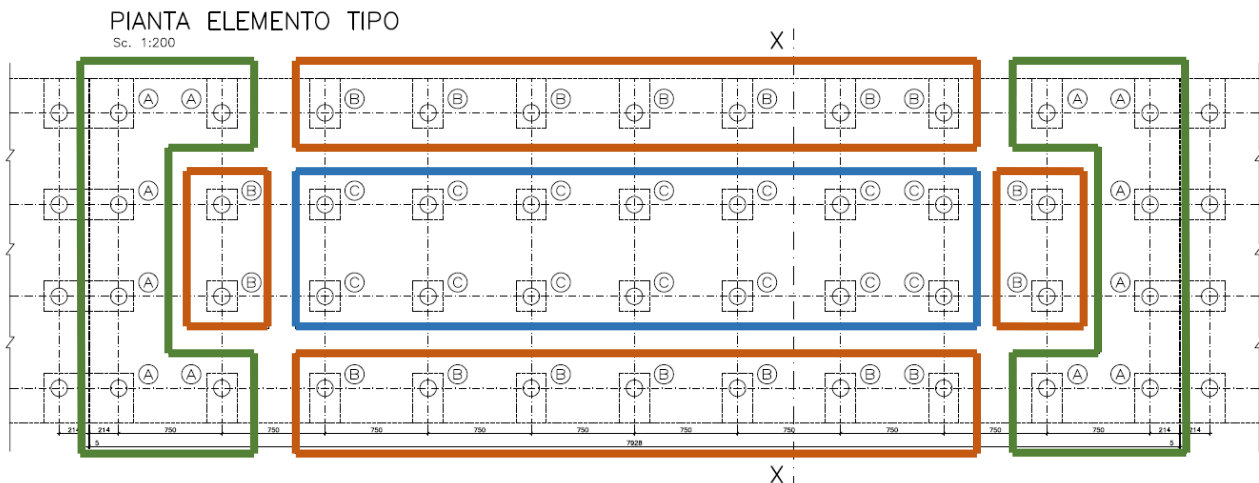 PIANTA ELEMENTO TIPO
Sc. 1:200
X
A A B B B B B B B A A
A B C C C C C C C B A
A B C C C C C C C B A
A A B B B B B B B A A
214 214 750 750 750 750 750 750 750 750 750 750 214 214
5 7928 5
X